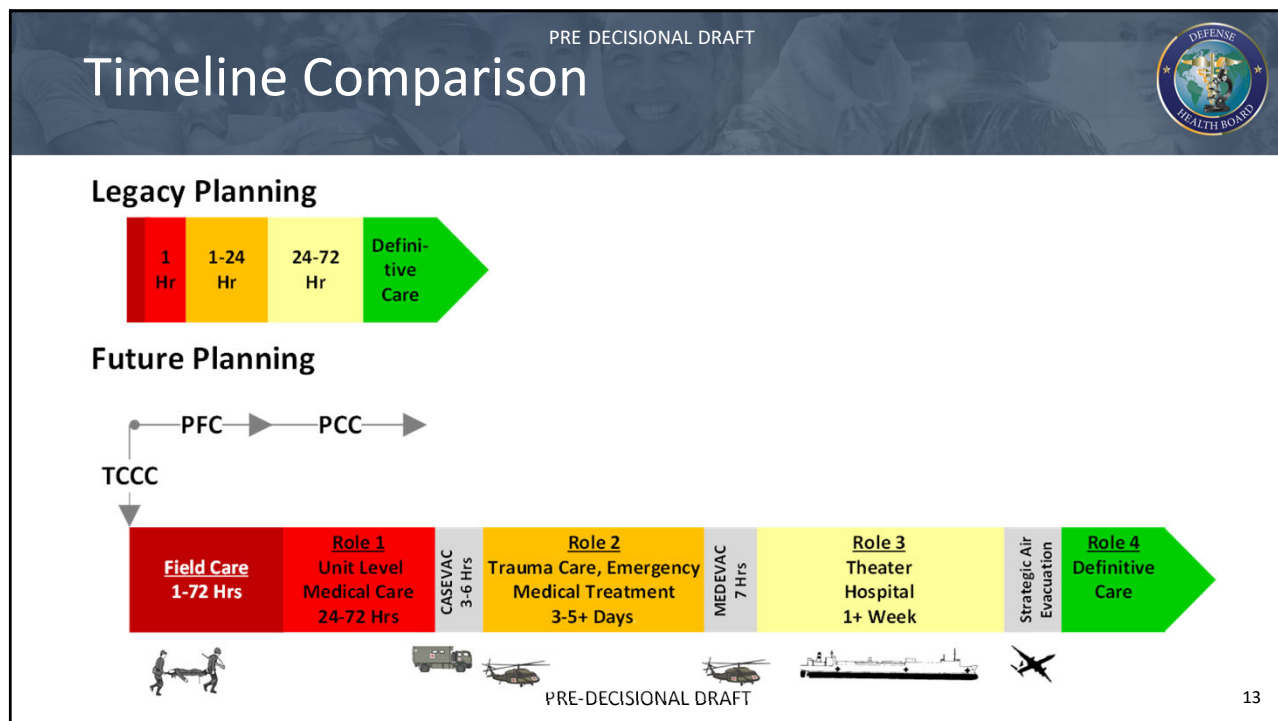 PRE DECISIONAL DRAFT
Timeline Comparison
DEFENSE
HEALTH BOARD
Legacy Planning
1
Hr
1-24
Hr
24-72
Hr
Defini-
tive
Care
Future Planning
PFC
PCC
TCCC
Field Care
1-72 Hrs
Role 1
Unit Level
Medical Care
24-72 Hrs
CASEVAC
3-6 Hrs
Role 2
Trauma Care, Emergency
Medical Treatment
3-5+ Days
MEDEVAC
7 Hrs
Role 3
Theater
Hospital
1+ Week
Strategic Air
Evacuation
Role 4
Definitive
Care
PRE-DECISIONAL DRAFT
13